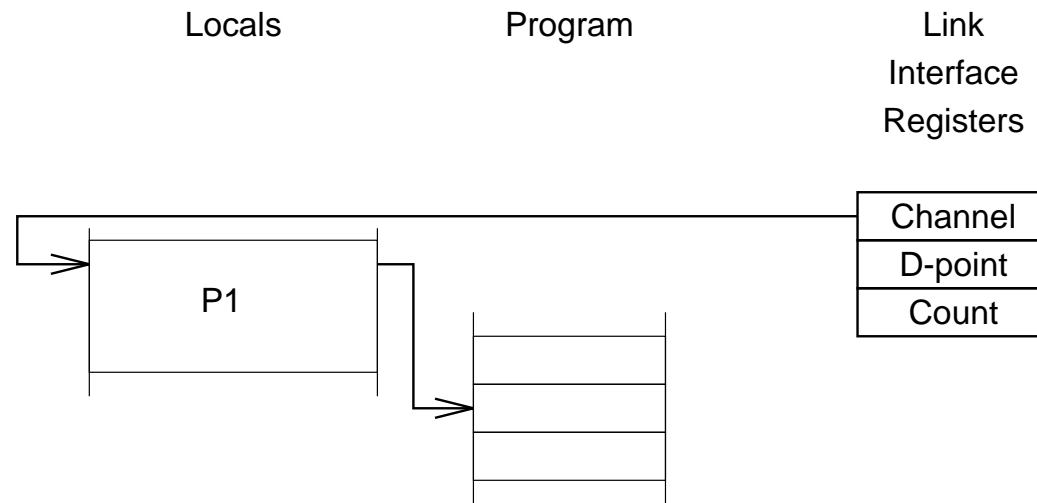 Locals
Program
Link
Interface
Registers
Channel
D-point
P1
Count